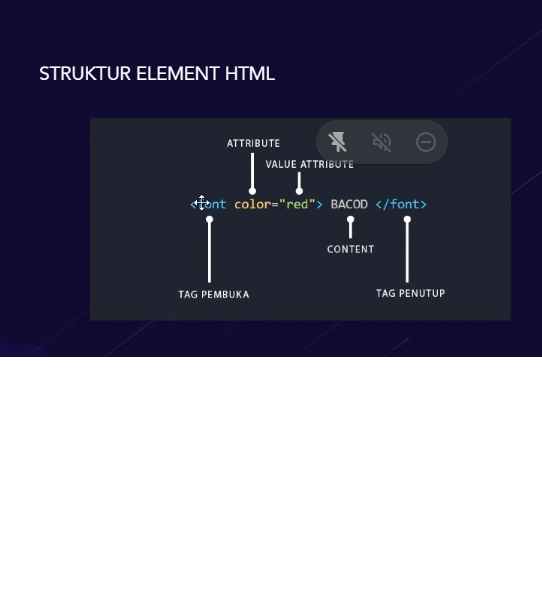 STRUKTUR ELEMENT HTML
ATTRIBUTE
VALUE ATTRIBUTE
<font color="red"> BACOD </font>
CONTENT
TAG PEMBUKA
TAG PENUTUP